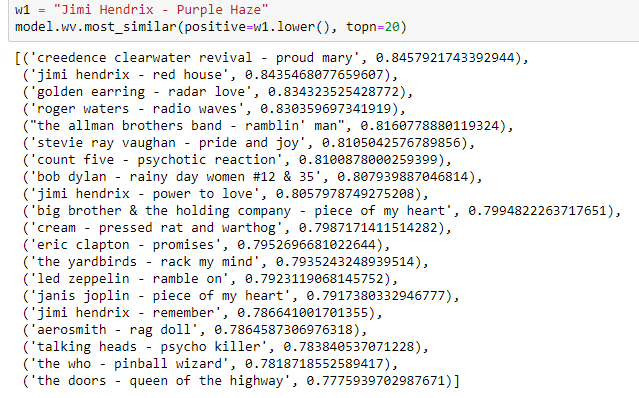 w1 = "Jimi Hendrix - Purple Haze"
model.wv.most_similar(positive=w1.lower(), topn=20)
[('creedence clearwater revival - proud mary', 0.8457921743392944),
('jimi hendrix - red house', 0.8435468077659607),
('golden earring - radar love', 0.834323525428772),
('roger waters - radio waves', 0.830359697341919),
("the allman brothers band - ramblin' man", 0.8160778880119324),
('stevie ray vaughan - pride and joy', 0.8105042576789856),
('count five - psychotic reaction', 0.8100878000259399),
('bob dylan - rainy day women #12 & 35', 0.807939887046814),
('jimi hendrix - power to love', 0.8057978749275208),
('big brother & the holding company - piece of my heart', 0.7994822263717651),
('cream - pressed rat and warthog', 0.7987171411514282),
('eric clapton - promises', 0.7952696681022644),
('the yardbirds - rack my mind', 0.7935243248939514),
('led zeppelin - ramble on', 0.7923119068145752),
('janis joplin - piece of my heart', 0.7917380332946777),
('jimi hendrix - remember', 0.786641001701355),
('aerosmith - rag doll', 0.7864587306976318),
('talking heads - psycho killer', 0.783840537071228),
('the who - pinball wizard', 0.7818718552589417),
('the doors - queen of the highway', 0.7775939702987671)]